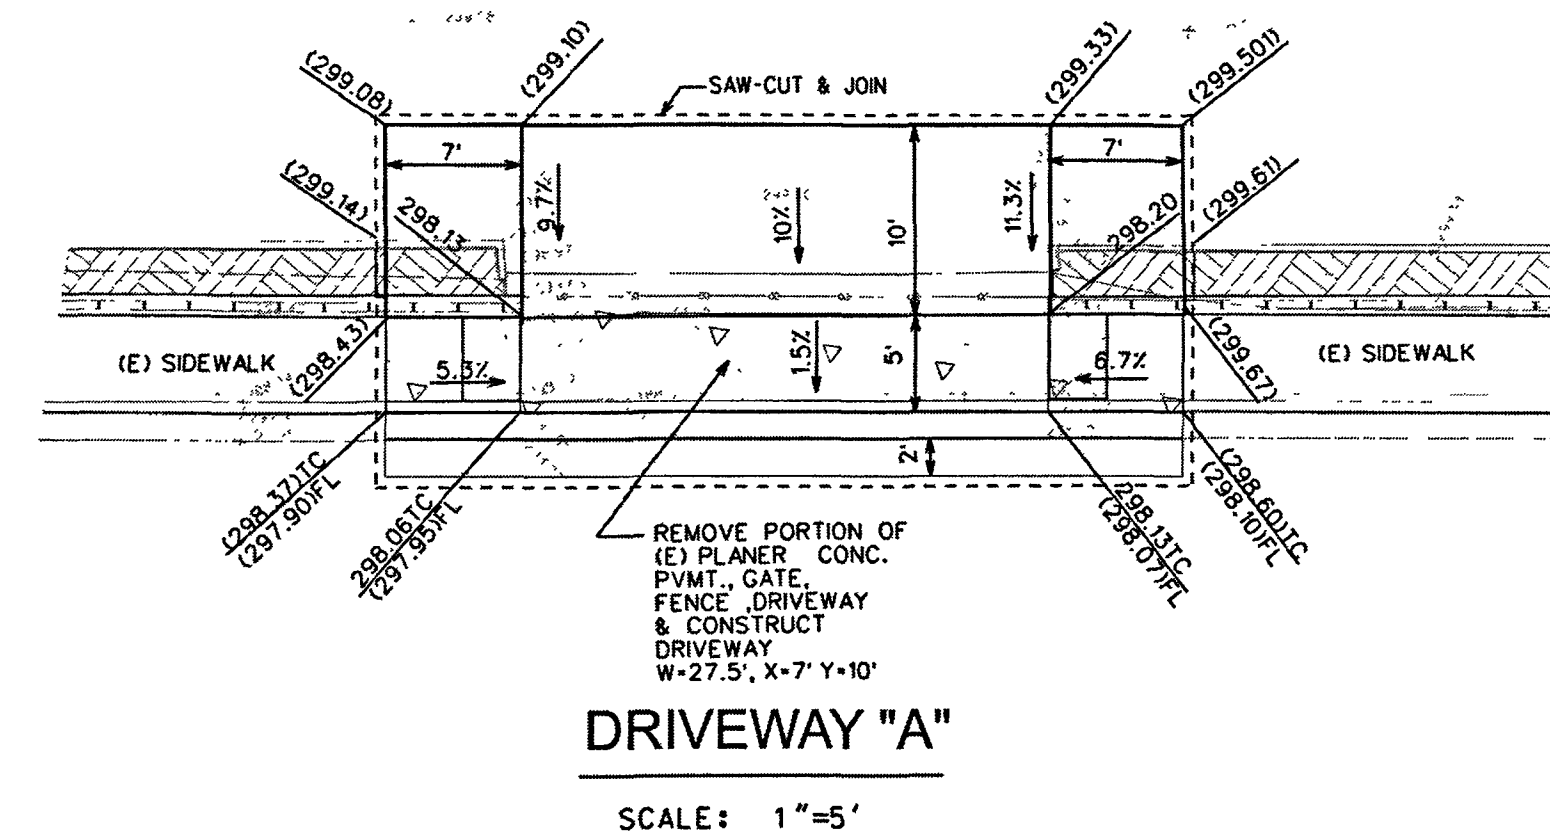 (299.08)
(299.10)
SAW-CUT & JOIN
(299.33)
(299.501)
7'
7'
(299.14)
298.13
9.7%
10%
10'
11.3%
298.20
(299.61)
(E) SIDEWALK
(298.43)
5.3%
1.5%
5'
6.7%
(299.67)
(E) SIDEWALK
2'
(298.37)TC
(297.90)FL
298.06TC
(297.95)FL
298.13TC
(298.07)FL
(298.60)TC
(298.10)FL
REMOVE PORTION OF
(E) PLANER CONC.
PVMT., GATE,
FENCE ,DRIVEWAY
& CONSTRUCT
DRIVEWAY
W=27.5', X=7' Y=10'
DRIVEWAY "A"
SCALE: 1"=5'